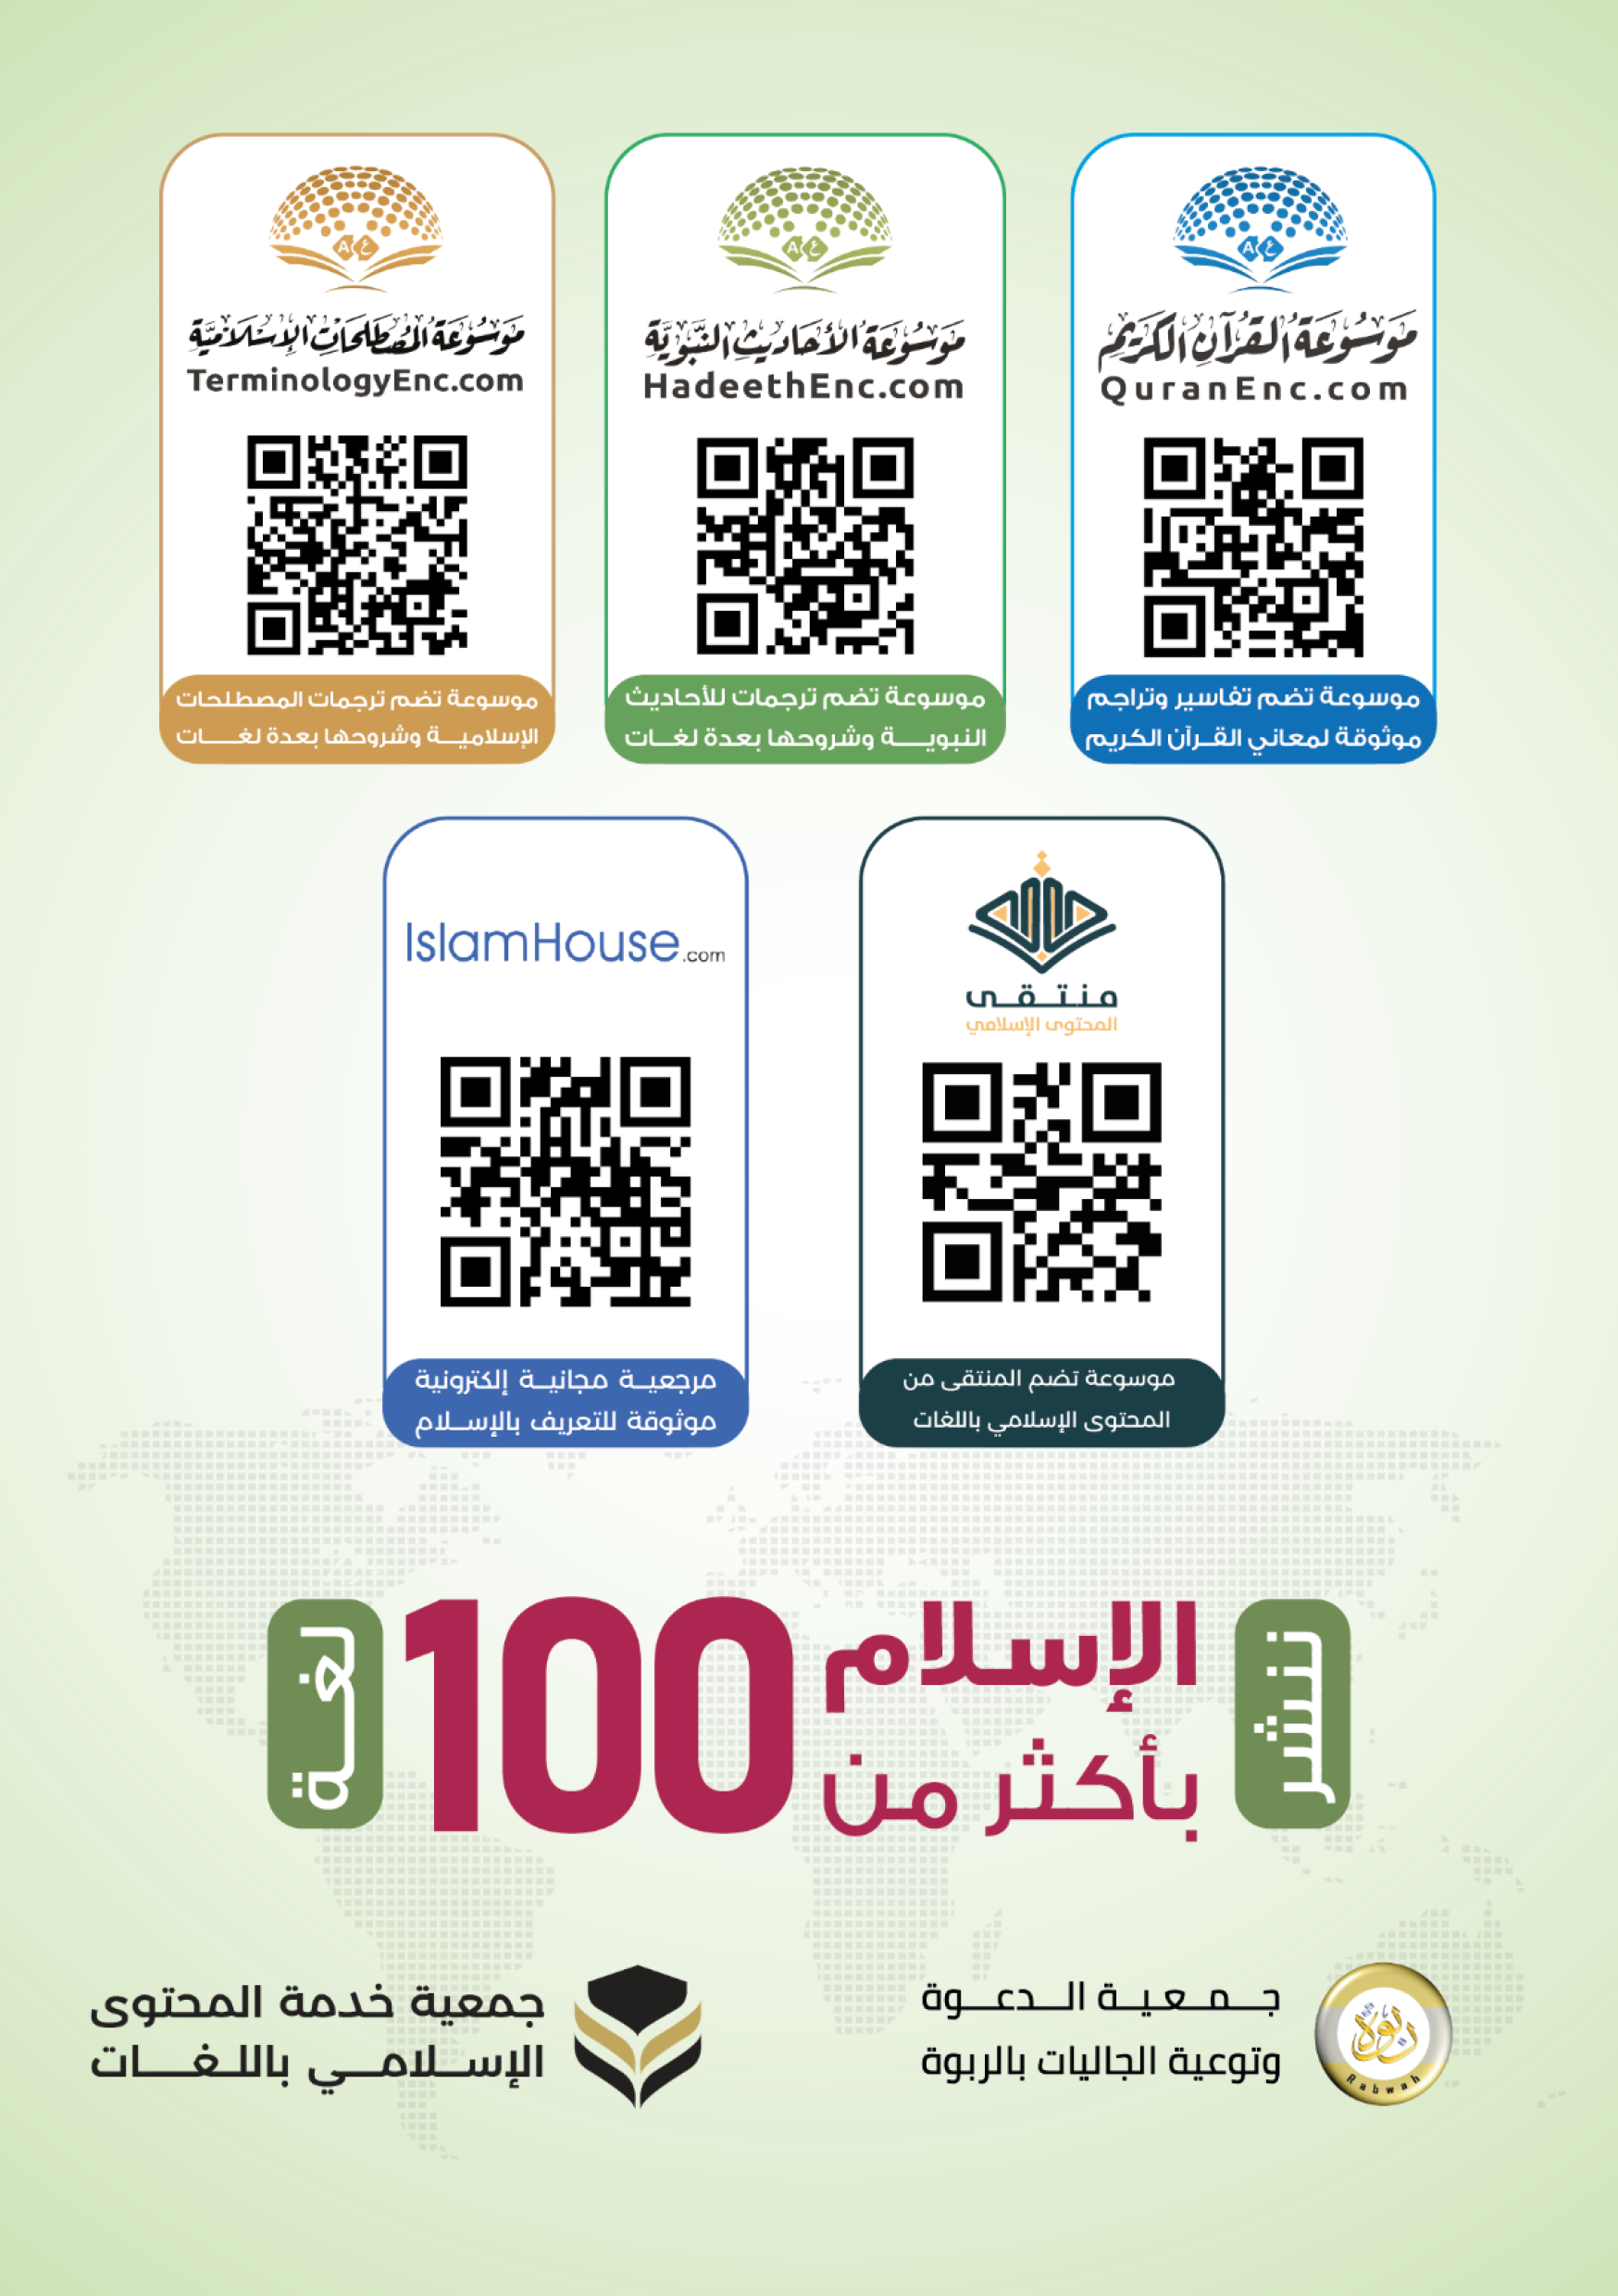 موسوعة القرآن الكريم
QuranEnc.com
موسوعة تضم تفاسير وتراجم
موثوقة لمعاني القرآن الكريم
موسوعة الأحاديث النبوية
HadeethEnc.com
موسوعة تضم ترجمات للأحاديث
النبوية وشروحها بعدة لغات
موسوعة المصطلحات الإسلامية
TerminologyEnc.com
موسوعة تضم ترجمات المصطلحات
الإسلامية وشروحها بعدة لغات
منتقى
المحتوى الإسلامي
موسوعة تضم المنتقى من
المحتوى الإسلامي باللغات
IslamHouse.com
مرجعية مجانية إلكترونية
موثوقة للتعريف بالإسلام
ننشر
الإسلام
بأكثر من
100
لغة
ربوة
Rabwah
جمعية الدعوة
وتوعية الجاليات بالربوة
جمعية خدمة المحتوى
الإسلامي باللغات